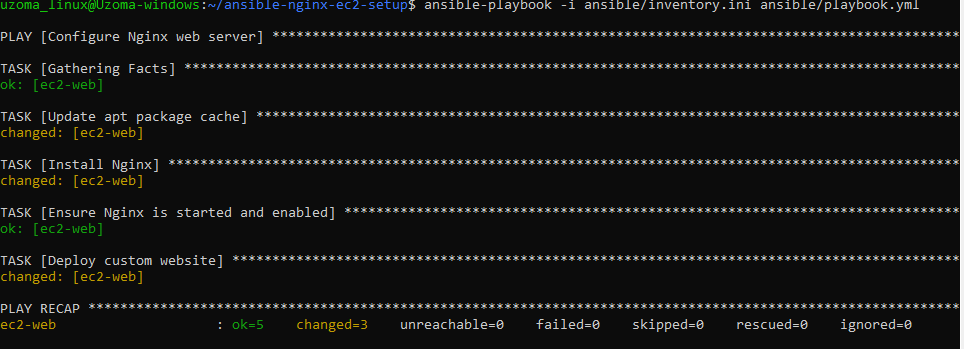 uzoma_linux@Uzoma-windows:~/ansible-nginx-ec2-setup$ ansible-playbook -i ansible/inventory.ini ansible/playbook.yml
PLAY [Configure Nginx web server] **************************************************************************************
TASK [Gathering Facts] *************************************************************************************************
ok: [ec2-web]
TASK [Update apt package cache] ****************************************************************************************
changed: [ec2-web]
TASK [Install Nginx] ***************************************************************************************************
changed: [ec2-web]
TASK [Ensure Nginx is started and enabled] *****************************************************************************
ok: [ec2-web]
TASK [Deploy custom website] *******************************************************************************************
changed: [ec2-web]
PLAY RECAP *************************************************************************************************************
ec2-web                    : ok=5    changed=3    unreachable=0    failed=0    skipped=0    rescued=0    ignored=0